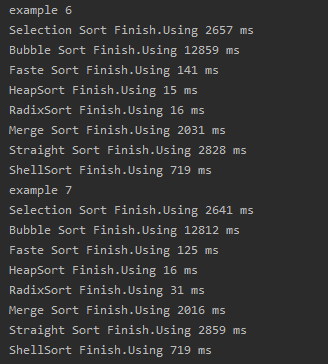 example 6
Selection Sort Finish.Using 2657 ms
Bubble Sort Finish.Using 12859 ms
Faste Sort Finish.Using 141 ms
HeapSort Finish.Using 15 ms
RadixSort Finish.Using 16 ms
Merge Sort Finish.Using 2031 ms
Straight Sort Finish.Using 2828 ms
ShellSort Finish.Using 719 ms
example 7
Selection Sort Finish.Using 2641 ms
Bubble Sort Finish.Using 12812 ms
Faste Sort Finish.Using 125 ms
HeapSort Finish.Using 16 ms
RadixSort Finish.Using 31 ms
Merge Sort Finish.Using 2016 ms
Straight Sort Finish.Using 2859 ms
ShellSort Finish.Using 719 ms